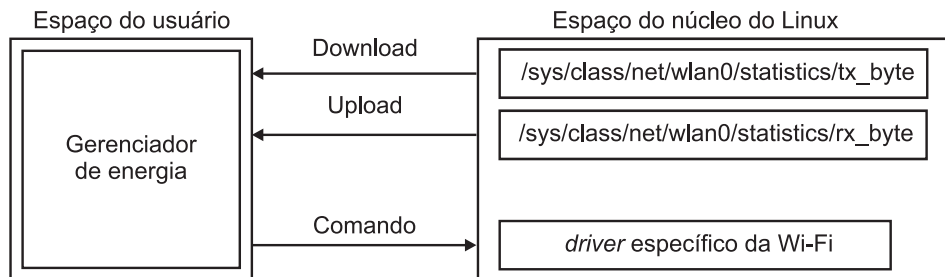 Espaço do usuário
Espaço do núcleo do Linux
Download
/sys/class/net/wlan0/statistics/tx_byte
Upload
/sys/class/net/wlan0/statistics/rx_byte
Gerenciador
de energia
Comando
driver específico da Wi-Fi